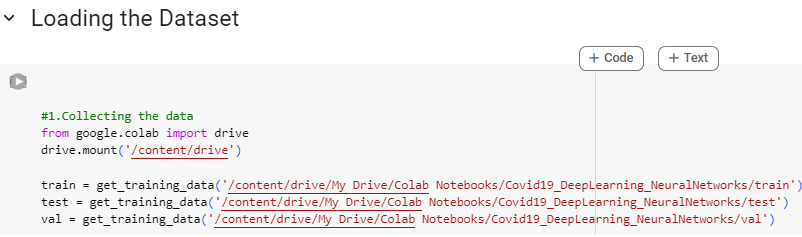 Loading the Dataset
+ Code
+ Text
#1.Collecting the data
from google.colab import drive
drive.mount('/content/drive')
train = get_training_data('/content/drive/My Drive/Colab Notebooks/Covid19_DeepLearning_NeuralNetworks/train')
test = get_training_data('/content/drive/My Drive/Colab Notebooks/Covid19_DeepLearning_NeuralNetworks/test')
val = get_training_data('/content/drive/My Drive/Colab Notebooks/Covid19_DeepLearning_NeuralNetworks/val')